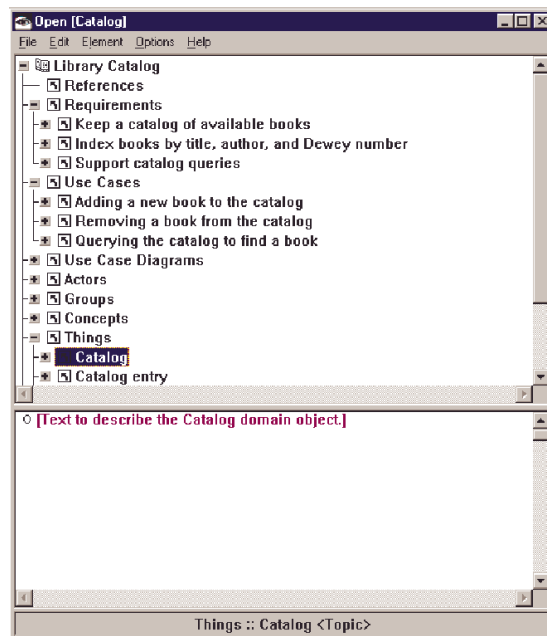 Open [Catalog]
File Edit Element Options Help
Library Catalog
References
Requirements
Keep a catalog of available books
Index books by title, author, and Dewey number
Support catalog queries
Use Cases
Adding a new book to the catalog
Removing a book from the catalog
Querying the catalog to find a book
Use Case Diagrams
Actors
Groups
Concepts
Things
Catalog
Catalog entry
[Text to describe the Catalog domain object.]
Things :: Catalog <Topic>